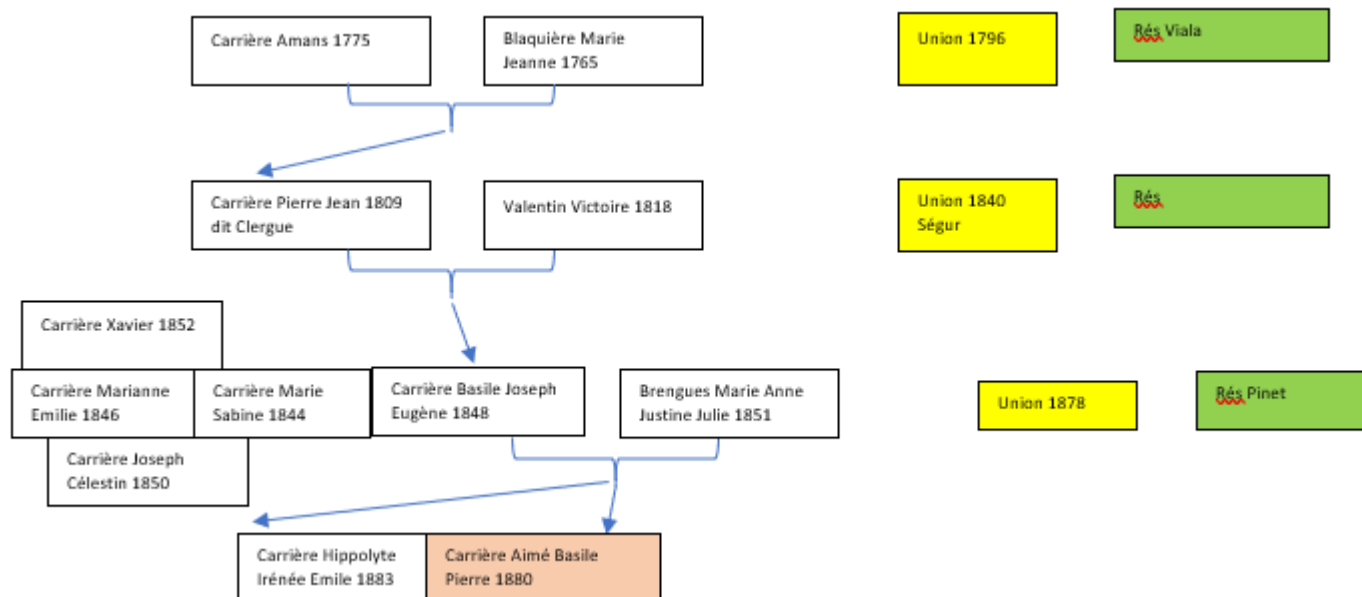 Carrière Amans 1775
Blaquière Marie
Jeanne 1765
Union 1796
Rés Viala
Carrière Pierre Jean 1809
dit Clergue
Valentin Victoire 1818
Union 1840
Ségur
Rés
Carrière Xavier 1852
Carrière Marianne
Emilie 1846
Carrière Marie
Sabine 1844
Carrière Basile Joseph
Eugène 1848
Brengues Marie Anne
Justine Julie 1851
Union 1878
Rés Pinet
Carrière Joseph
Célestin 1850
Carrière Hippolyte
Irénée Emile 1883
Carrière Aimé Basile
Pierre 1880